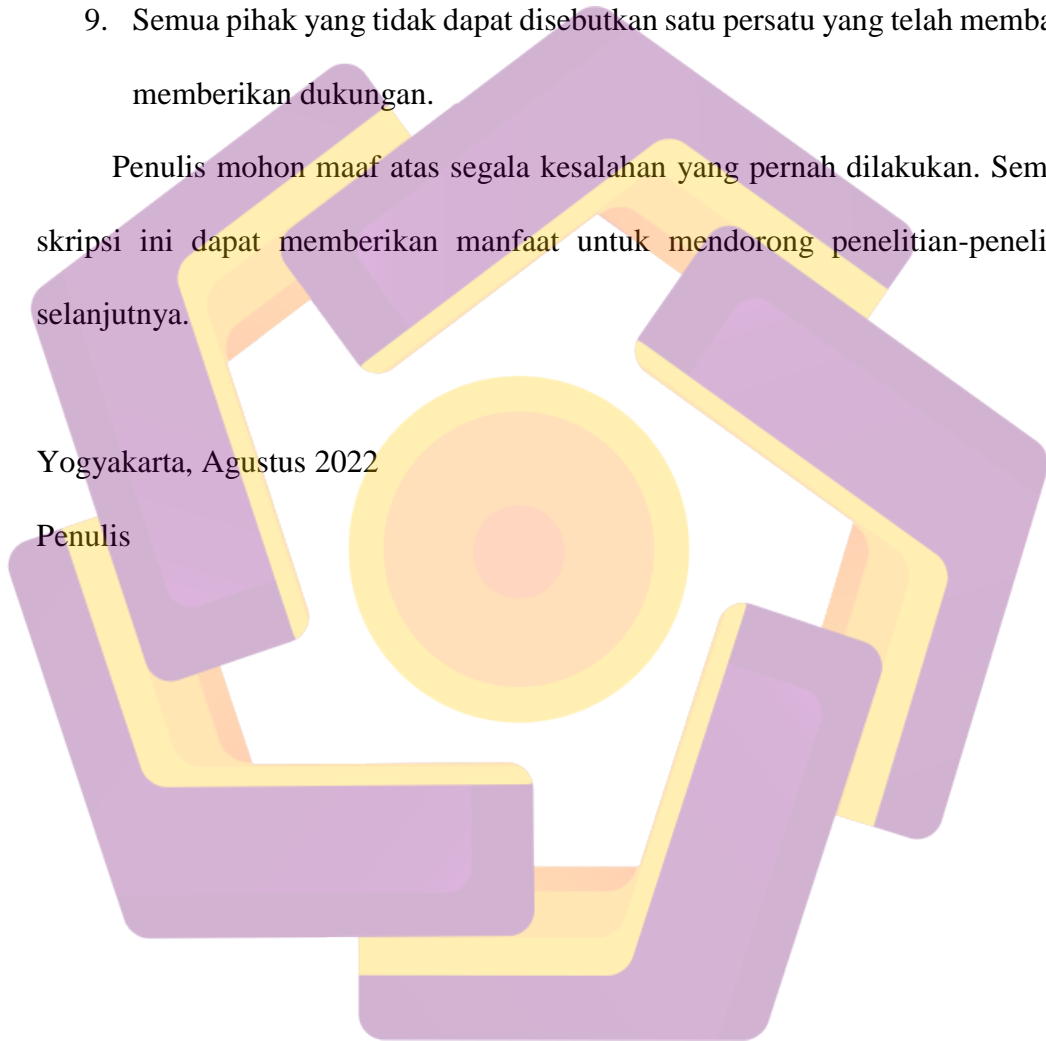 9. Semua pihak yang tidak dapat disebutkan satu persatu yang telah memba
memberikan dukungan.
Penulis mohon maaf atas segala kesalahan yang pernah dilakukan. Sem
skripsi ini dapat memberikan manfaat untuk mendorong penelitian-peneli
selanjutnya.
Yogyakarta, Agustus 2022
Penulis